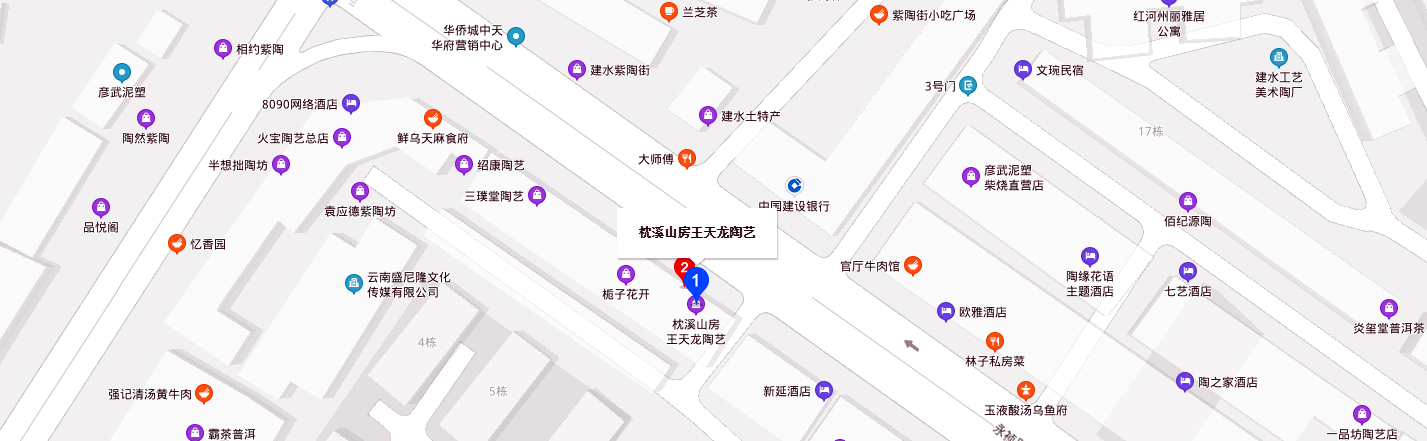 兰芝茶
紫陶街小吃广场
红河州丽雅居
公寓
华侨城中天
华府营销中心
相约紫陶
建水紫陶街
文琬民宿
3号门
建水工艺
美术陶厂
彦武泥塑
8090网络酒店
陶然紫陶
火宝陶艺总店
鲜乌天麻食府
建水土特产
17栋
半想拙陶坊
绍康陶艺
大师傅
彦武泥塑
柴烧直营店
三璞堂陶艺
袁应德紫陶坊
中国建设银行
品悦阁
佰纪源陶
枕溪山房王天龙陶艺
忆香园
官厅牛肉馆
2
1
云南盛尼隆文化
传媒有限公司
栀子花开
陶缘花语
主题酒店
七艺酒店
欧雅酒店
枕溪山房
王天龙陶艺
炎玺堂普洱茶
4栋
林子私房菜
强记清汤黄牛肉
5栋
新延酒店
陶之家酒店
玉液酸汤乌鱼府
霸茶普洱
永祯
一品坊陶艺店